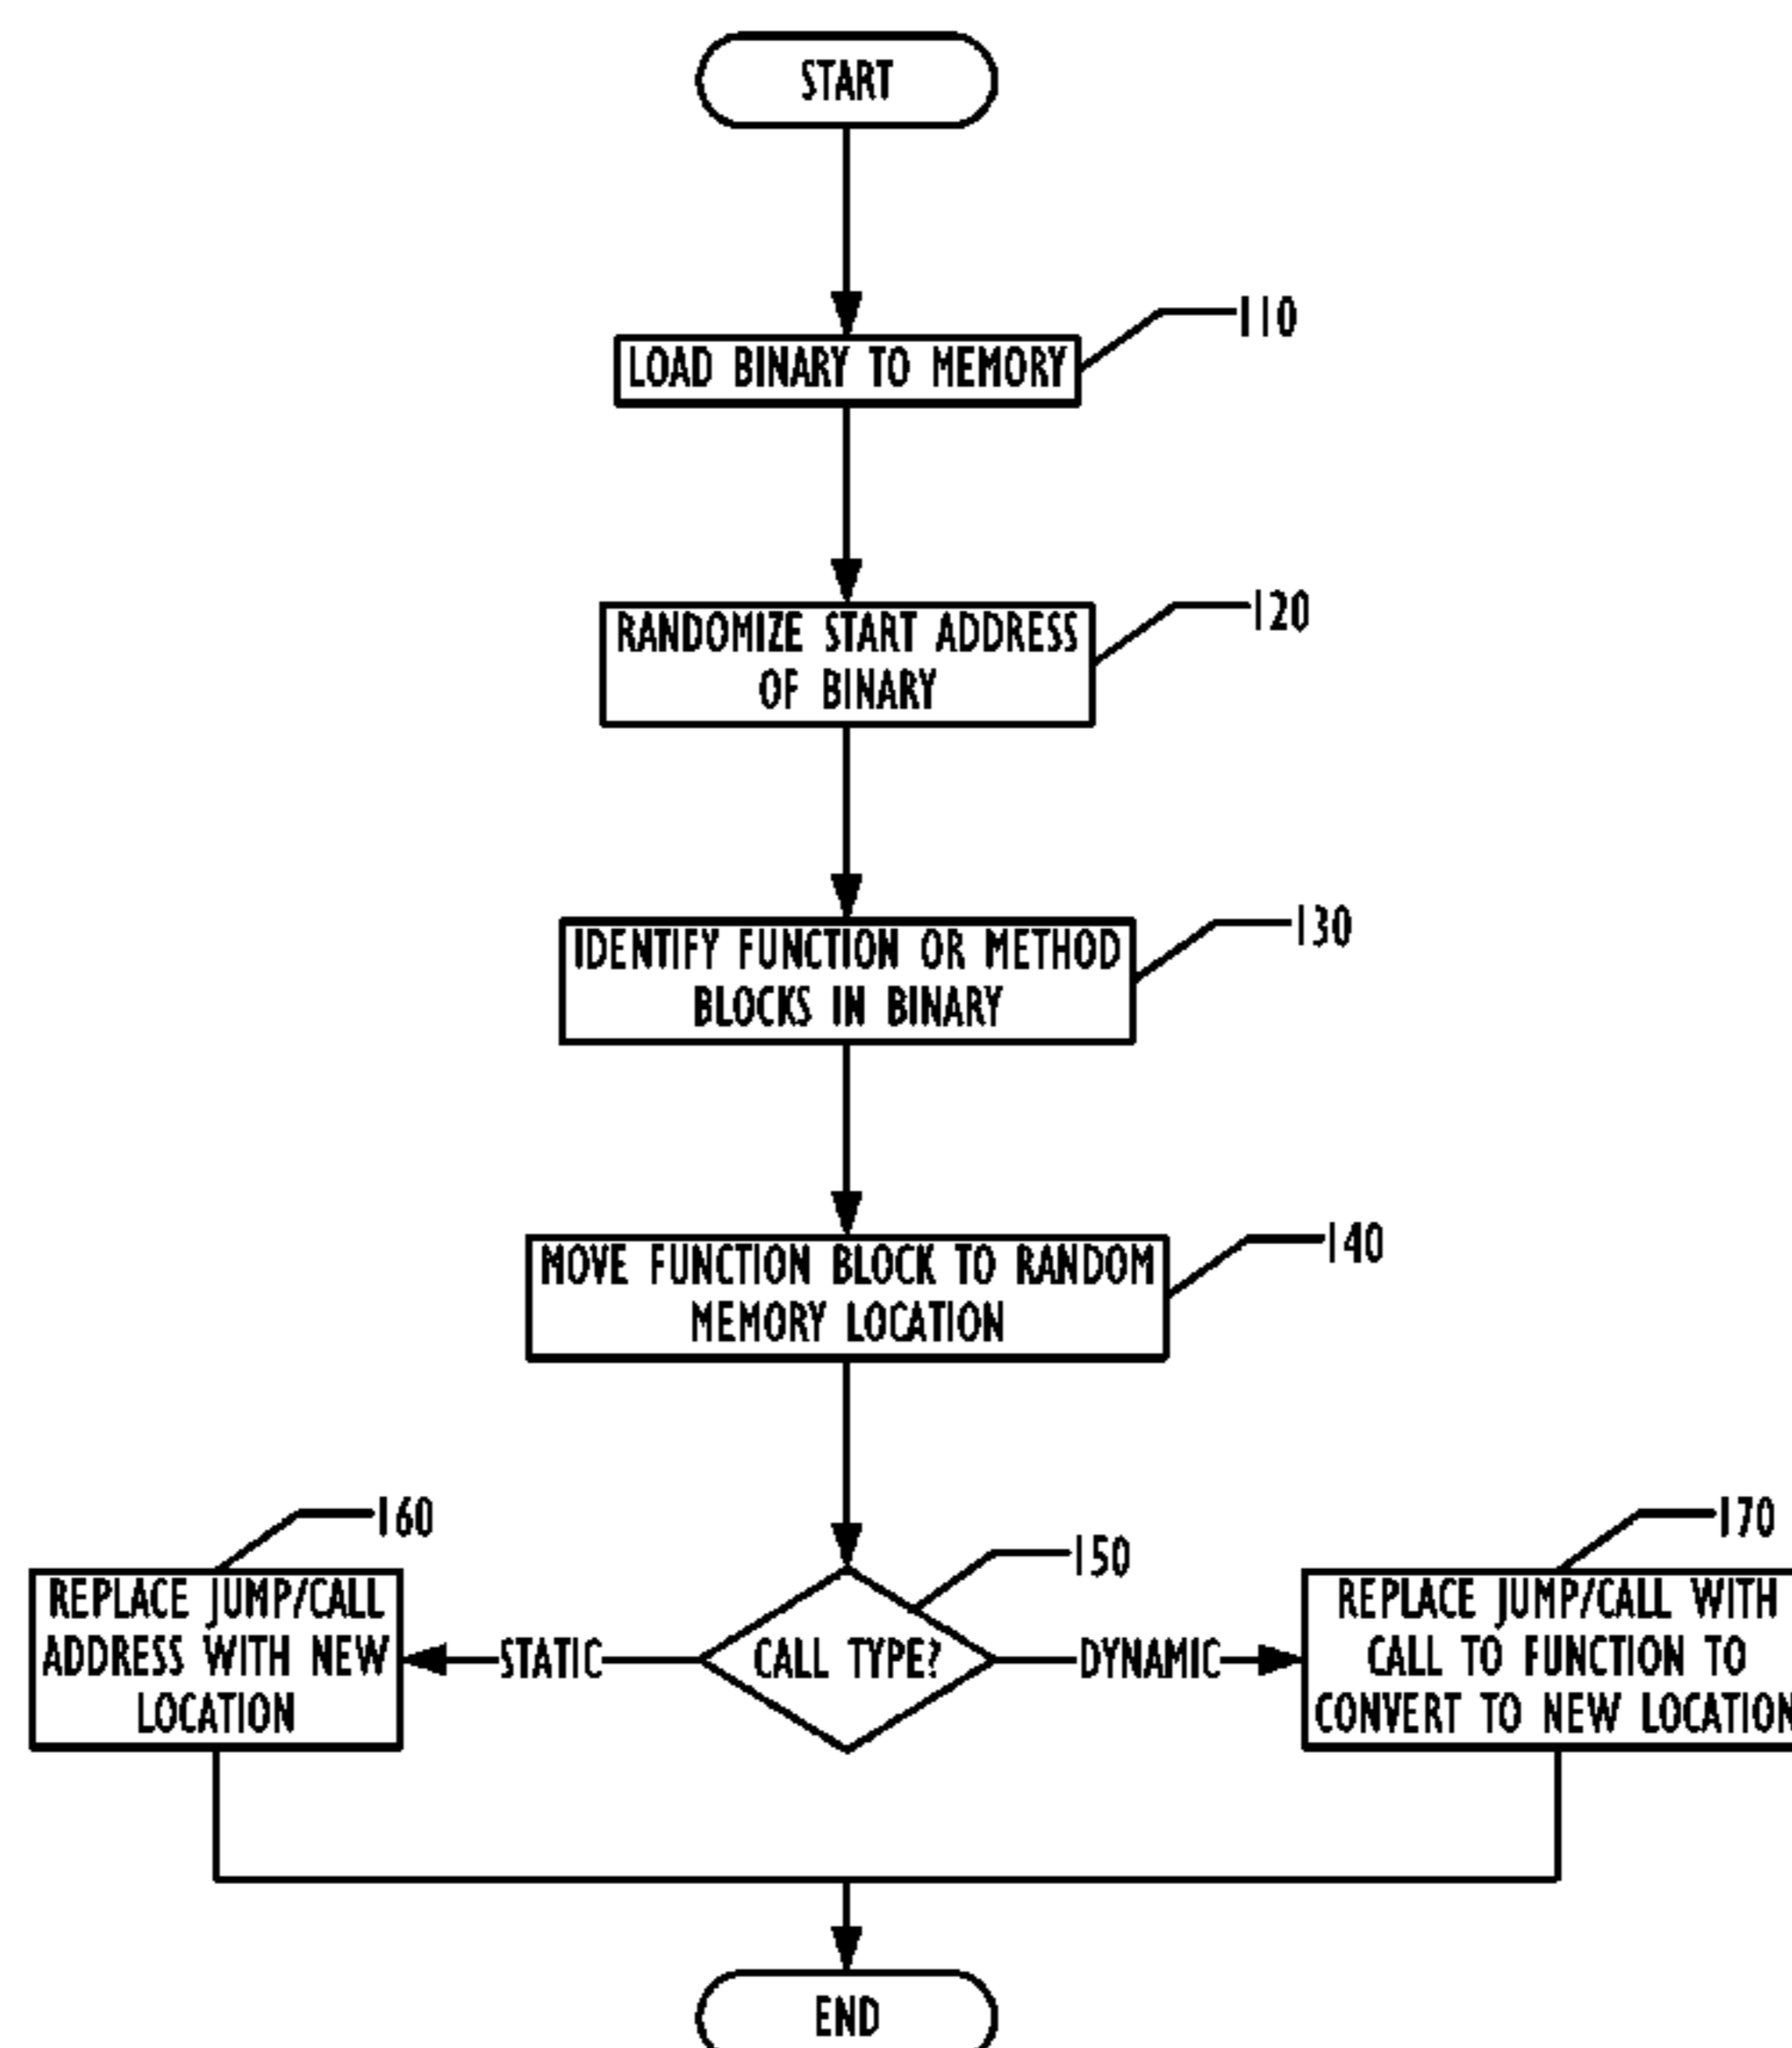 START
110
LOAD BINARY TO MEMORY
120
RANDOMIZE START ADDRESS
OF BINARY
130
IDENTIFY FUNCTION OR METHOD
BLOCKS IN BINARY
140
MOVE FUNCTION BLOCK TO RANDOM
MEMORY LOCATION
160
REPLACE JUMP/CALL
ADDRESS WITH NEW
LOCATION
STATIC
150
CALL TYPE?
DYNAMIC
170
REPLACE JUMP/CALL WITH
CALL TO FUNCTION TO
CONVERT TO NEW LOCATION
END